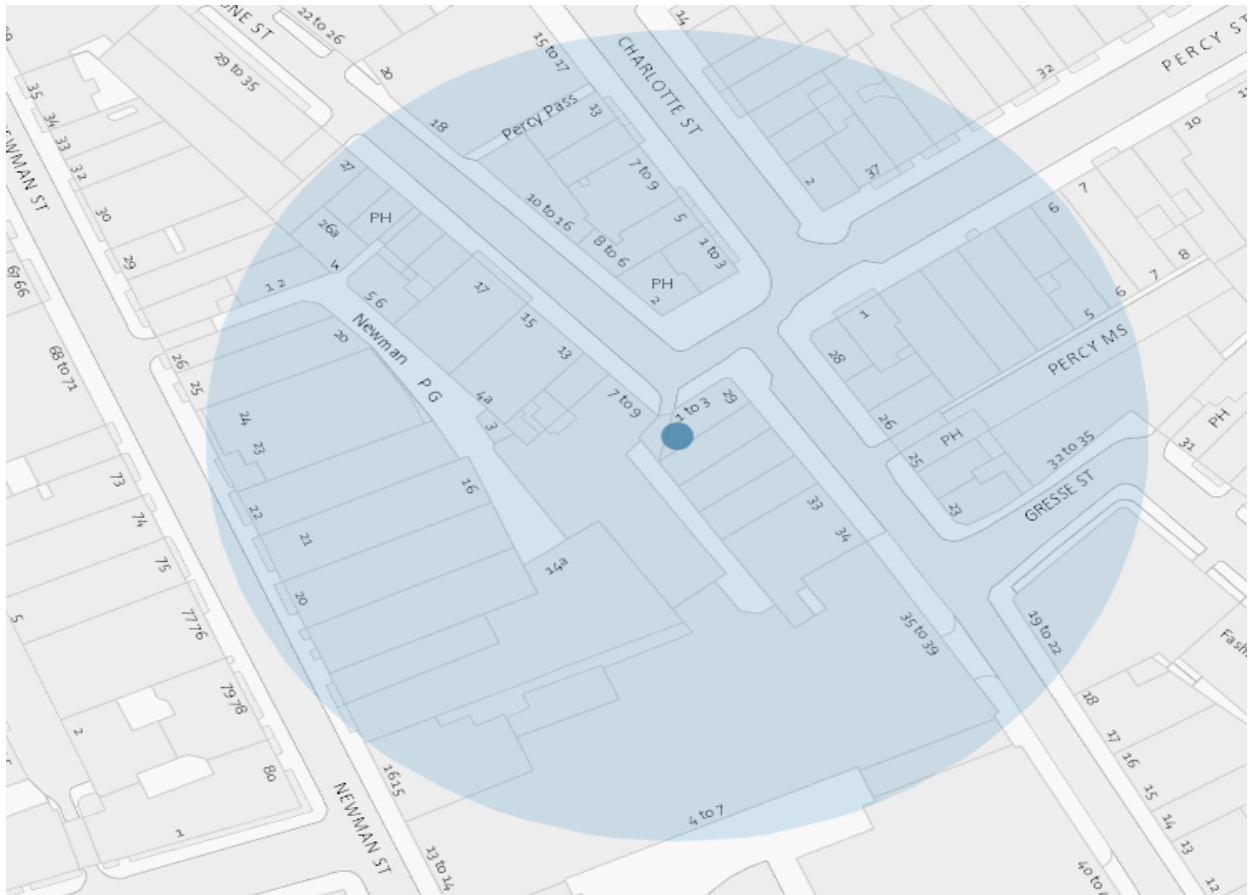 ONE ST
22 to 26
29 to 35
20
15 to 17
14
CHARLOTTE ST
PERCY ST
32
35
34
33
32
30
29
NEWMAN ST
18
Percy Pass
13
10
7 to 9
2
37
7
27
PH
26a
10 to 16
8 to 6
5
1 to 3
6
8
7
6
5
PERCY MS
PH
2
1
28
26
67 66
68 to 71
26
25
1 2
5 6
17
15
13
7 to 9
20
Newman
P G
4a
3
1 to 3
29
24
23
22
21
20
16
14a
33
34
PH
25
23
32 to 35
31
PH
GRESSE ST
73
74
75
77 76
79 78
80
5
2
1
35 to 39
19 to 22
18
17
16
15
14
13
12
16 15
NEWMAN ST
13 to 14
4 to 7